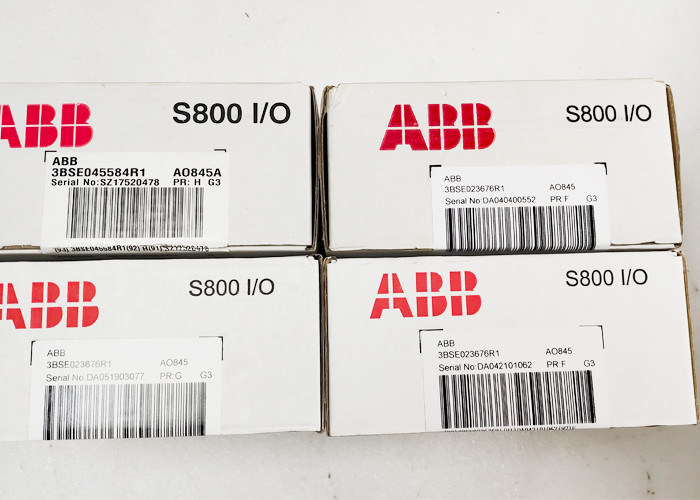 ABB
S800 I/O
ABB
3BSE045584R1 AO845A
Serial No:SZ17520478 PR: H G3
ABB
S800 I/O
ABB
3BSE023676R1 AO845
Serial No:DA040400552 PR:F G3
ABB
S800 I/O
ABB
3BSE023676R1 AO845
Serial No:DA051903077 PR:G G3
ABB
S800 I/O
ABB
3BSE023676R1 AO845
Serial No:DA042101062 PR:F G3